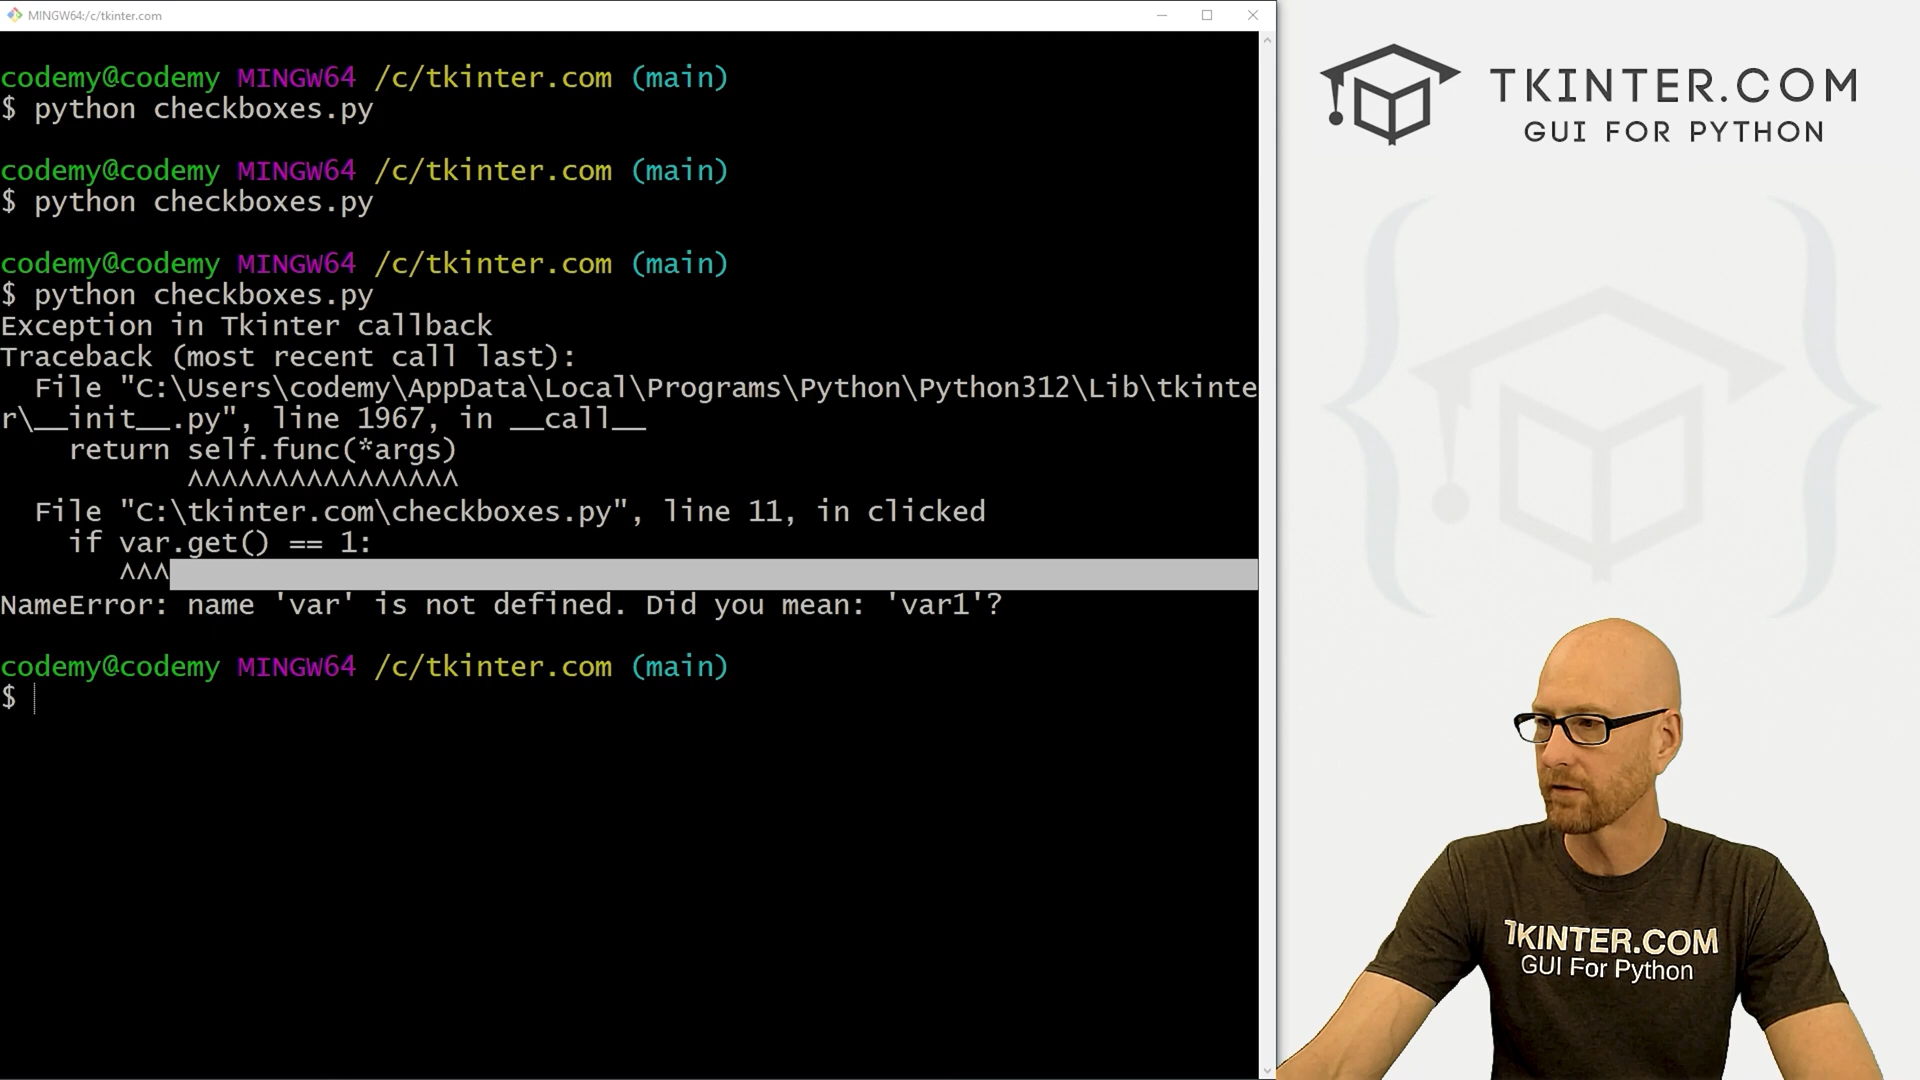 MINGW64:/c/tkinter.com
codemy@codemy MINGW64 /c/tkinter.com (main)
$ python checkboxes.py
codemy@codemy MINGW64 /c/tkinter.com (main)
$ python checkboxes.py
codemy@codemy MINGW64 /c/tkinter.com (main)
$ python checkboxes.py
Exception in Tkinter callback
Traceback (most recent call last):
  File "C:\Users\codemy\AppData\Local\Programs\Python\Python312\Lib\tkinte
r\__init__.py", line 1967, in __call__
    return self.func(*args)
           ^^^^^^^^^^^^^^^^
  File "C:\tkinter.com\checkboxes.py", line 11, in clicked
    if var.get() == 1:
       ^^^
NameError: name 'var' is not defined. Did you mean: 'var1'?
codemy@codemy MINGW64 /c/tkinter.com (main)
$
TKINTER.COM
GUI FOR PYTHON
TKINTER.COM
GUI For Python